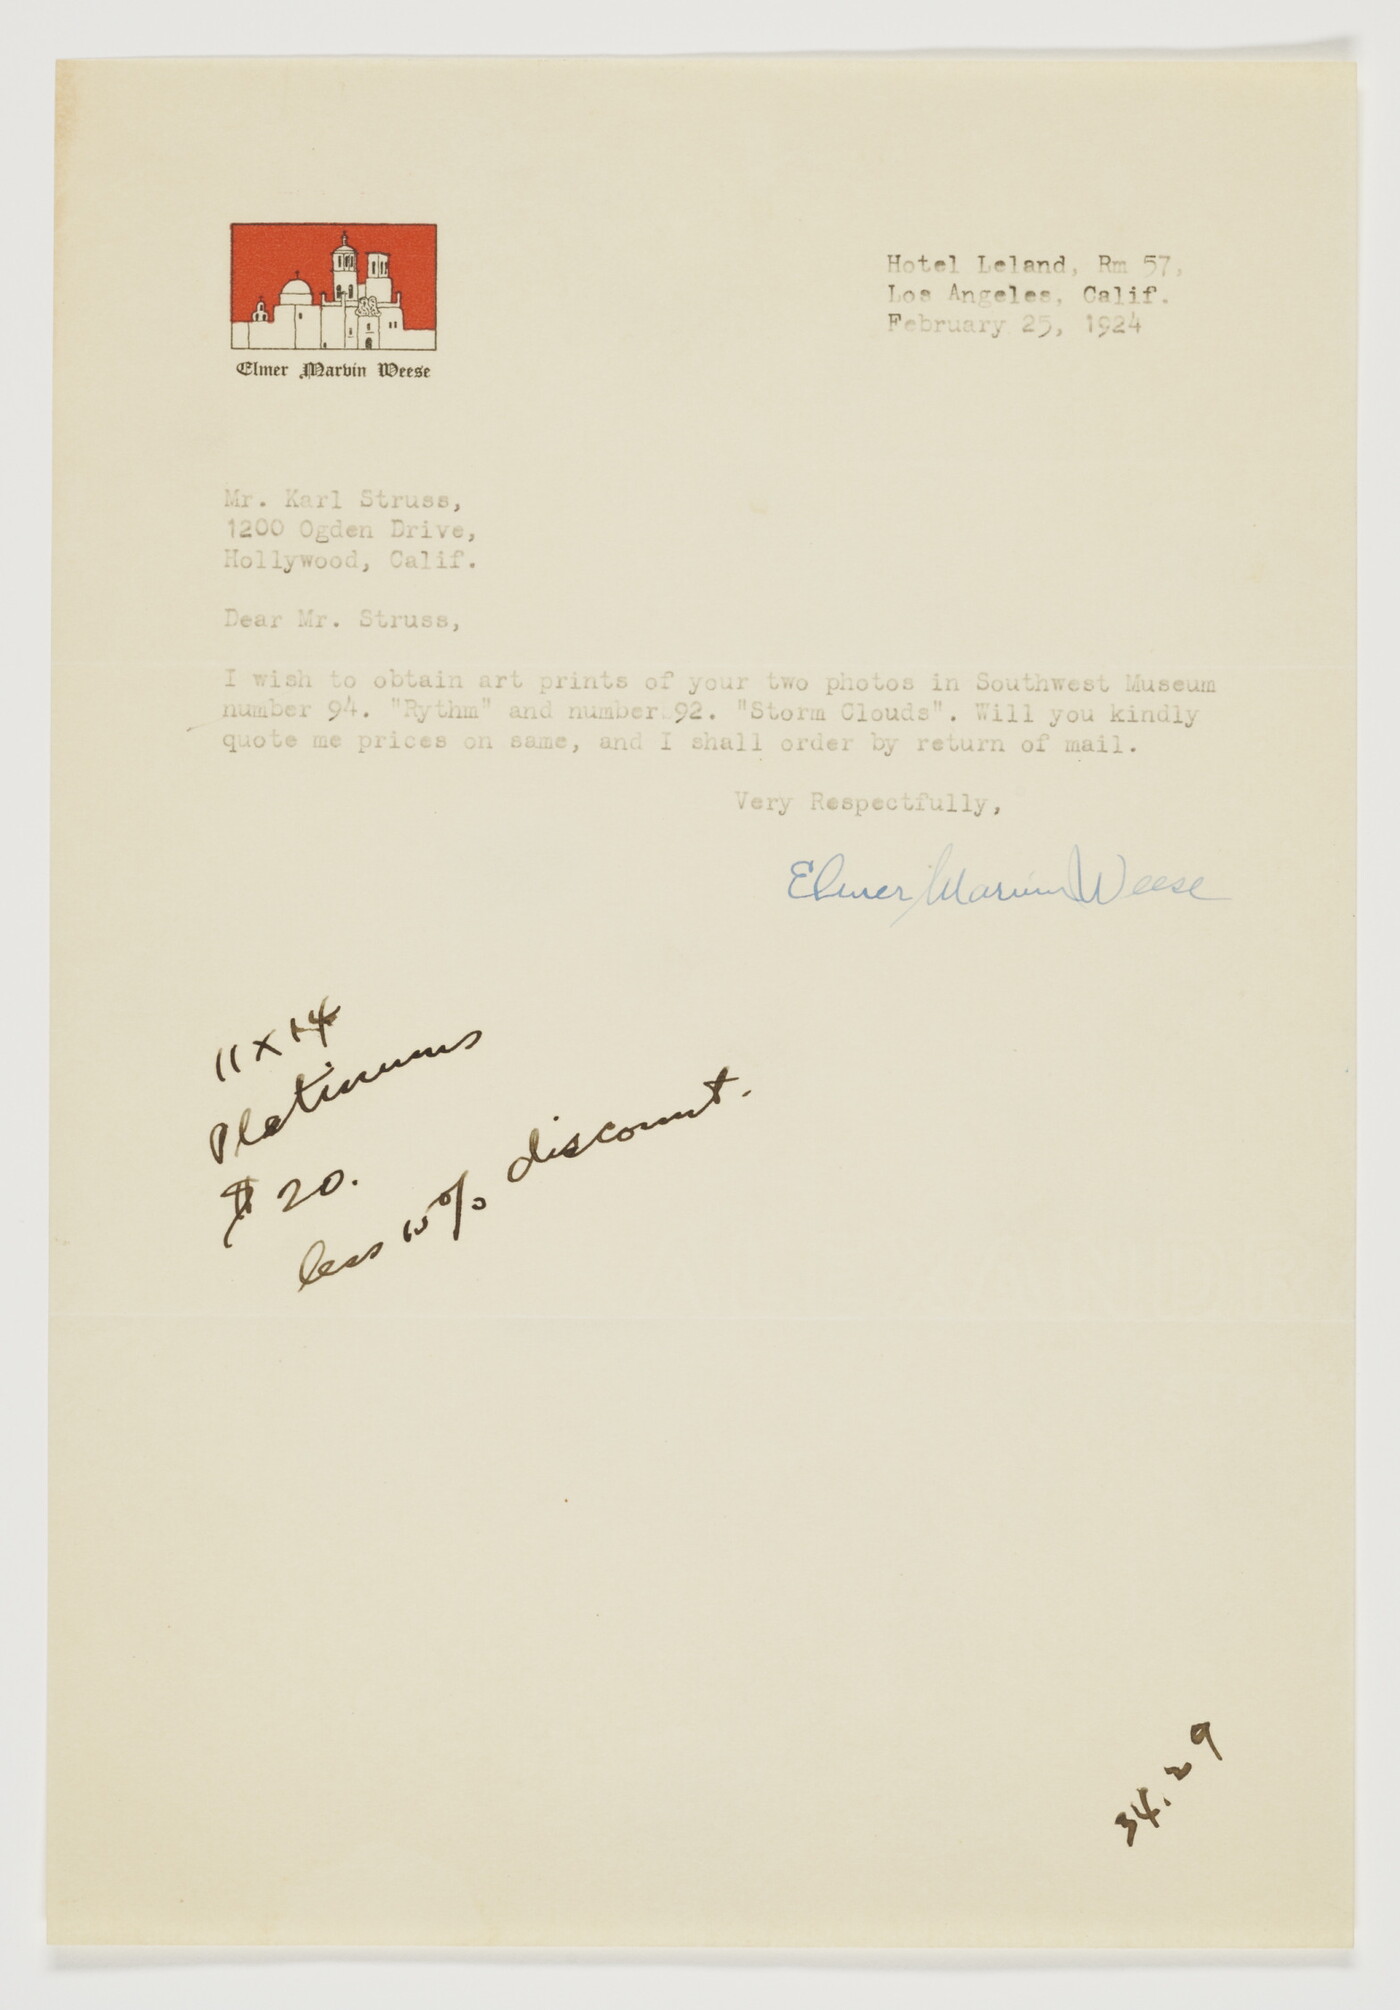 Elmer Marvin Weese
Hotel Leland, Rm 57,
Los Angeles, Calif.
February 25, 1924
Mr. Karl Struss,
1200 Ogden Drive,
Hollywood, Calif.
Dear Mr. Struss,
I wish to obtain art prints of your two photos in Southwest Museum
number 94. "Rythm" and number 92. "Storm Clouds". Will you kindly
quote me prices on same, and I shall order by return of mail.
Very Respectfully,
Elmer Marvin Weese
11 x 14
Platinums
$ 20.
less 10% discount.
34.29